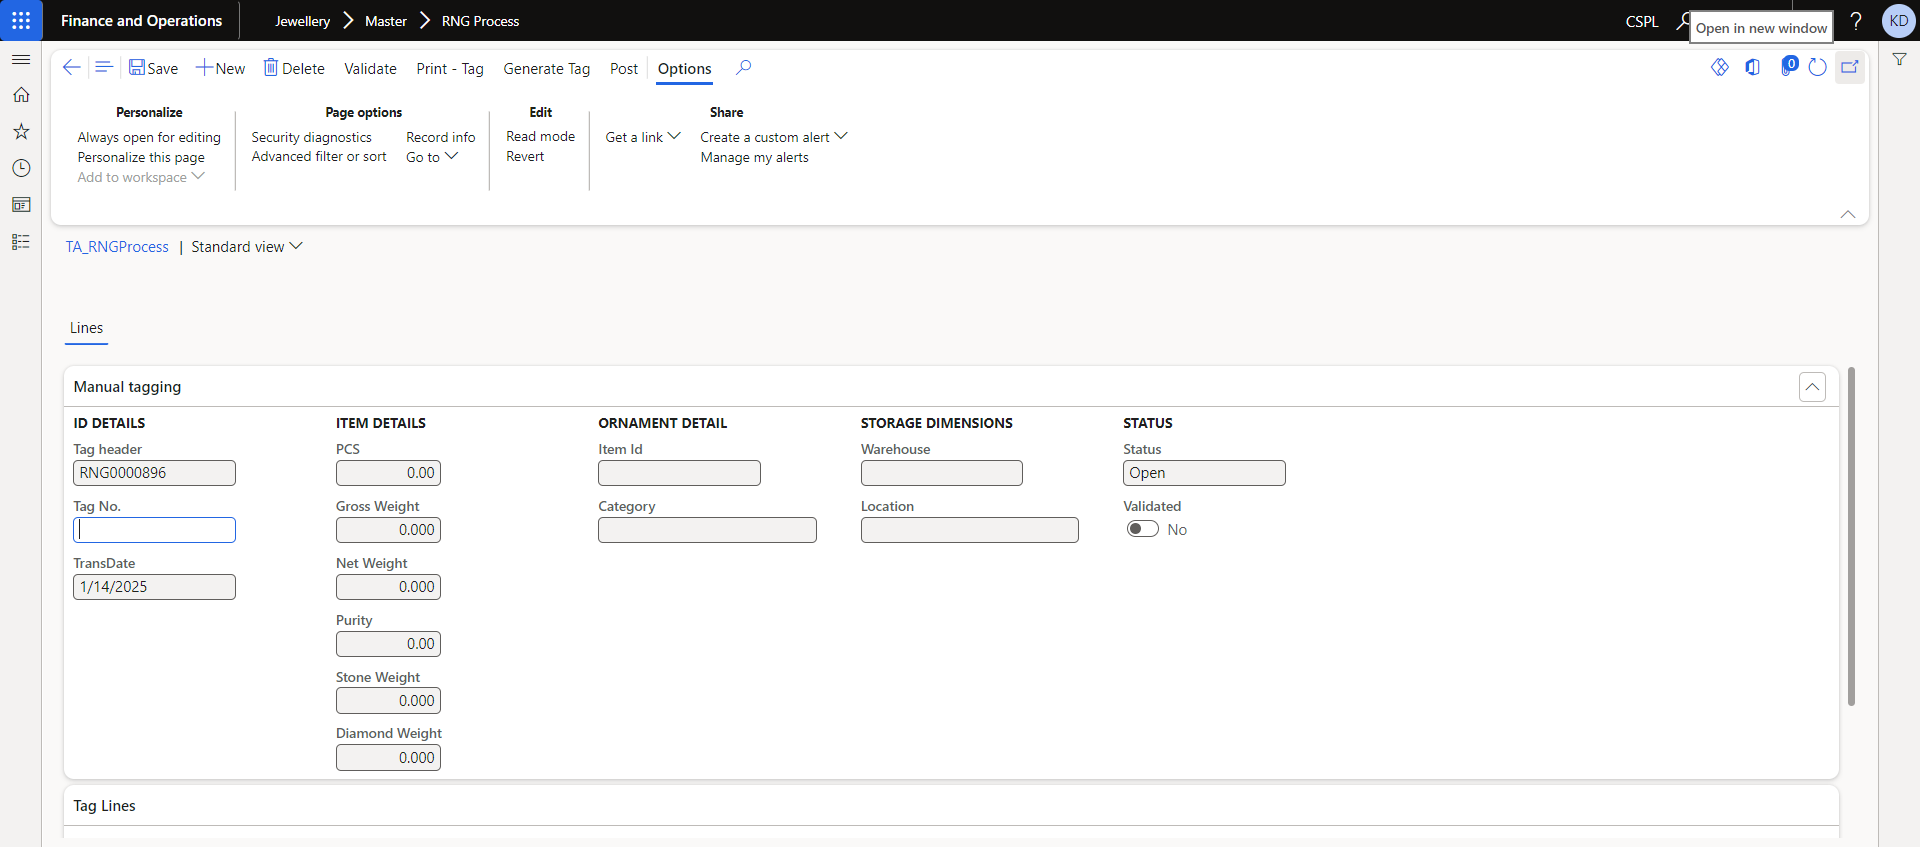 Finance and Operations
Jewellery > Master > RNG Process
CSPL
Open in new window
?
KD
Save
New
Delete
Validate
Print - Tag
Generate Tag
Post
Options
0
Personalize
Always open for editing
Personalize this page
Add to workspace
Page options
Security diagnostics
Advanced filter or sort
Record info
Go to
Edit
Read mode
Revert
Share
Get a link
Create a custom alert
Manage my alerts
TA_RNGProcess | Standard view
Lines
Manual tagging
ID DETAILS
Tag header
RNG0000896
Tag No.
TransDate
1/14/2025
ITEM DETAILS
PCS
0.00
Gross Weight
0.000
Net Weight
0.000
Purity
0.00
Stone Weight
0.000
Diamond Weight
0.000
ORNAMENT DETAIL
Item Id
Category
STORAGE DIMENSIONS
Warehouse
Location
STATUS
Status
Open
Validated
No
Tag Lines